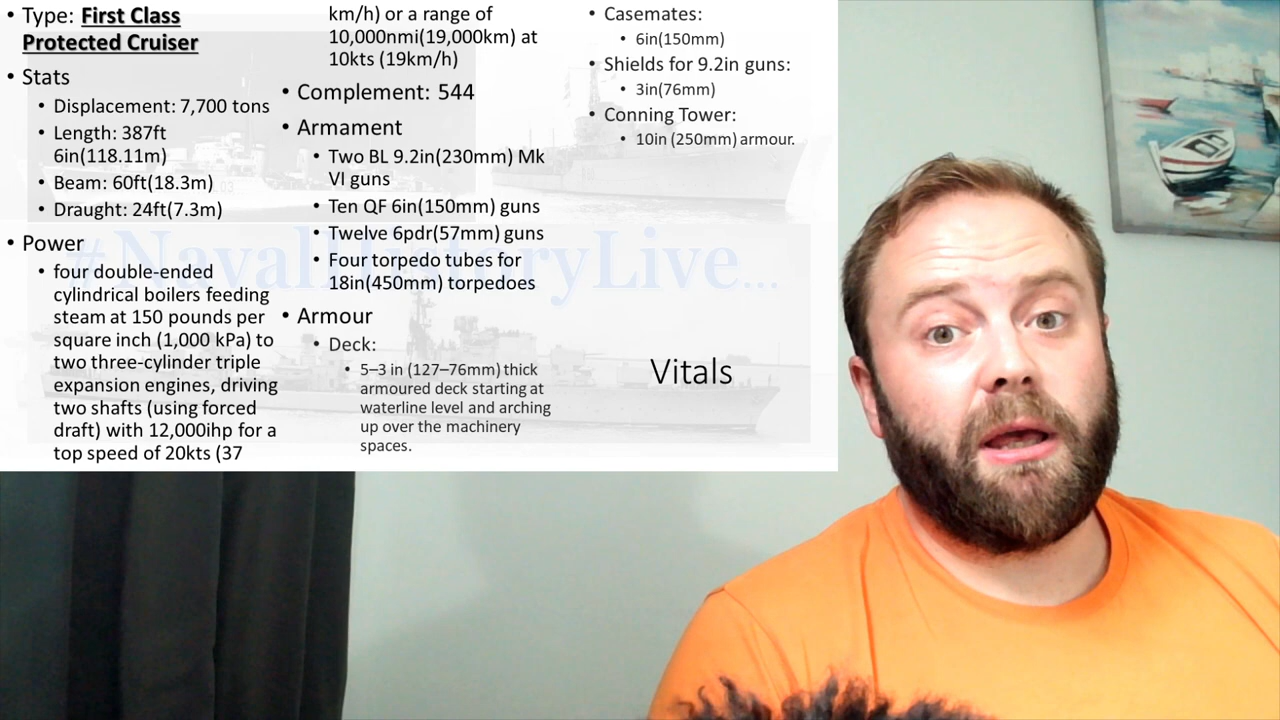 • Type: First Class
Protected Cruiser
• Stats
• Displacement: 7,700 tons
• Length: 387ft
6in(118.11m)
• Beam: 60ft(18.3m)
• Draught: 24ft(7.3m)
• Power
• four double-ended
cylindrical boilers feeding
steam at 150 pounds per
square inch (1,000 kPa) to
two three-cylinder triple
expansion engines, driving
two shafts (using forced
draft) with 12,000ihp for a
top speed of 20kts (37
km/h) or a range of
10,000nmi(19,000km) at
10kts (19km/h)
• Complement: 544
• Armament
• Two BL 9.2in(230mm) Mk
VI guns
• Ten QF 6in(150mm) guns
• Twelve 6pdr(57mm) guns
• Four torpedo tubes for
18in(450mm) torpedoes
• Armour
• Deck:
• 5–3 in (127–76mm) thick
armoured deck starting at
waterline level and arching
up over the machinery
spaces.
• Casemates:
• 6in(150mm)
• Shields for 9.2in guns:
• 3in(76mm)
• Conning Tower:
• 10in (250mm) armour.
Vitals
#NavalHistoryLive...